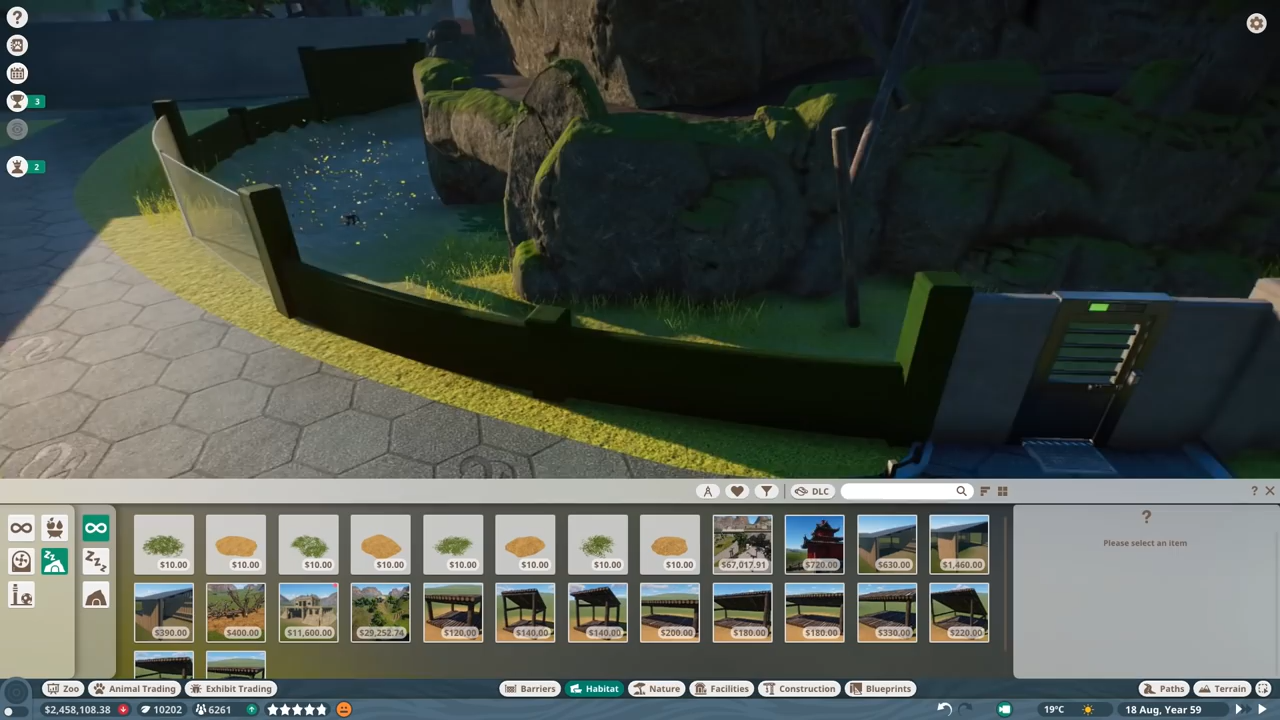 ?
3
2
DLC
? ×
?
Please select an item
$10.00 $10.00 $10.00 $10.00 $10.00 $10.00 $10.00 $10.00 $67,017.91 $720.00 $630.00 $1,460.00
$390.00 $400.00 $11,600.00 $29,252.74 $120.00 $140.00 $140.00 $200.00 $180.00 $180.00 $330.00 $220.00
Zoo Animal Trading Exhibit Trading Barriers Habitat Nature Facilities Construction Blueprints Paths Terrain
$2,458,108.38 10202 6261 19°C 18 Aug, Year 59